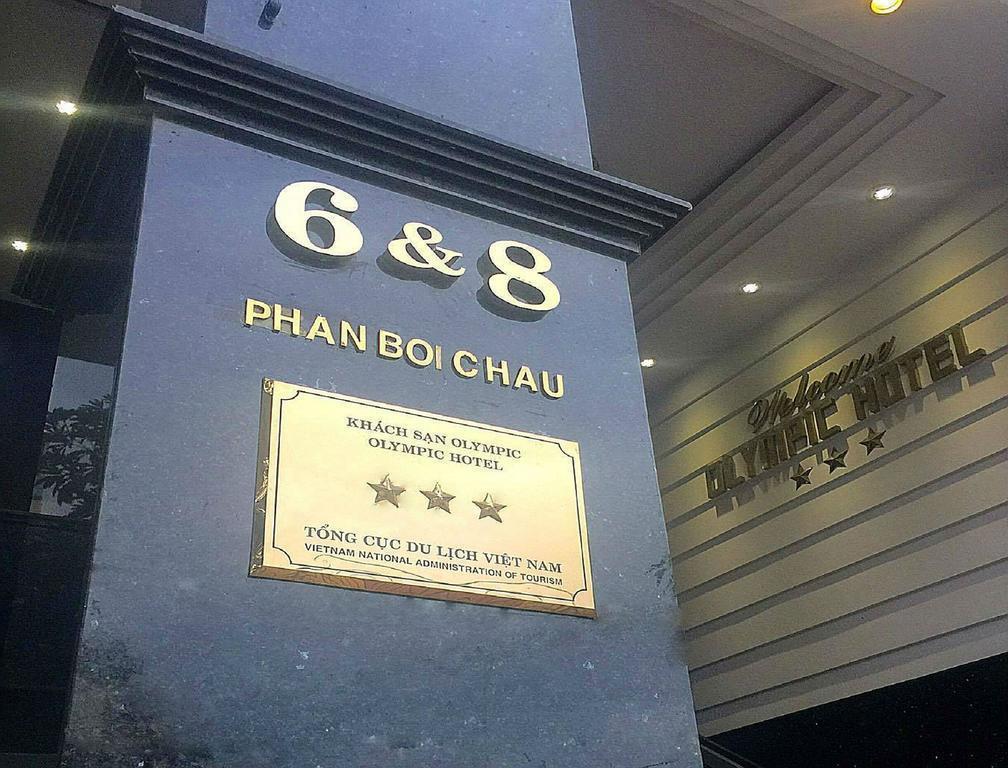 6 & 8
PHAN BOI CHAU
KHÁCH SẠN OLYMPIC
OLYMPIC HOTEL
TỔNG CỤC DU LỊCH VIỆT NAM
VIETNAM NATIONAL ADMINISTRATION OF TOURISM
Welcome
OLYMPIC HOTEL